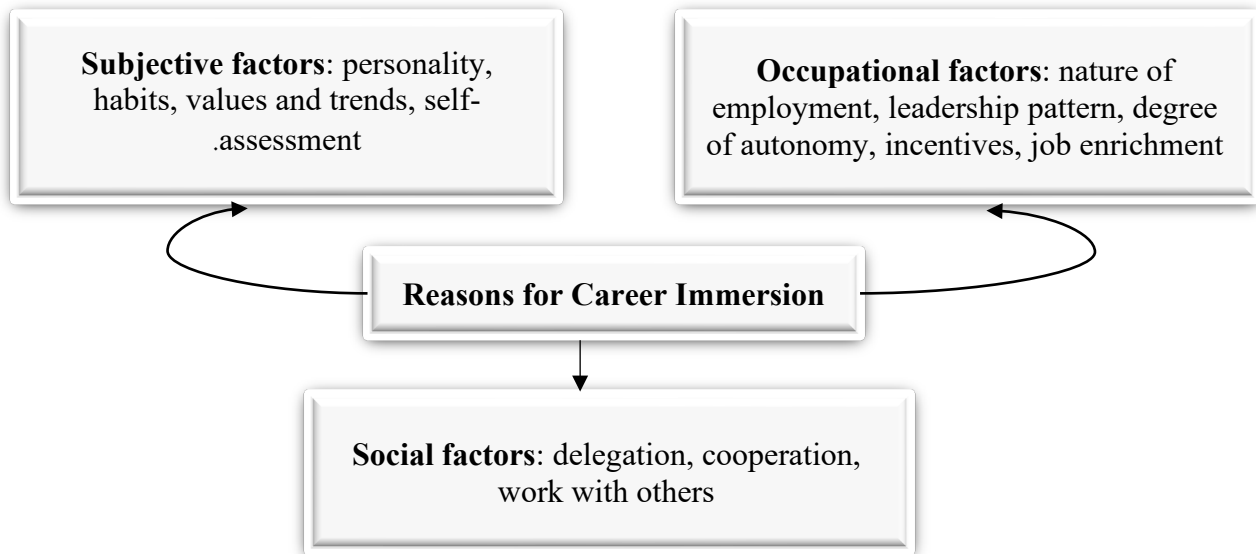 Subjective factors: personality,
habits, values and trends, self-
.assessment
Occupational factors: nature of
employment, leadership pattern, degree
of autonomy, incentives, job enrichment
Reasons for Career Immersion
Social factors: delegation, cooperation,
work with others